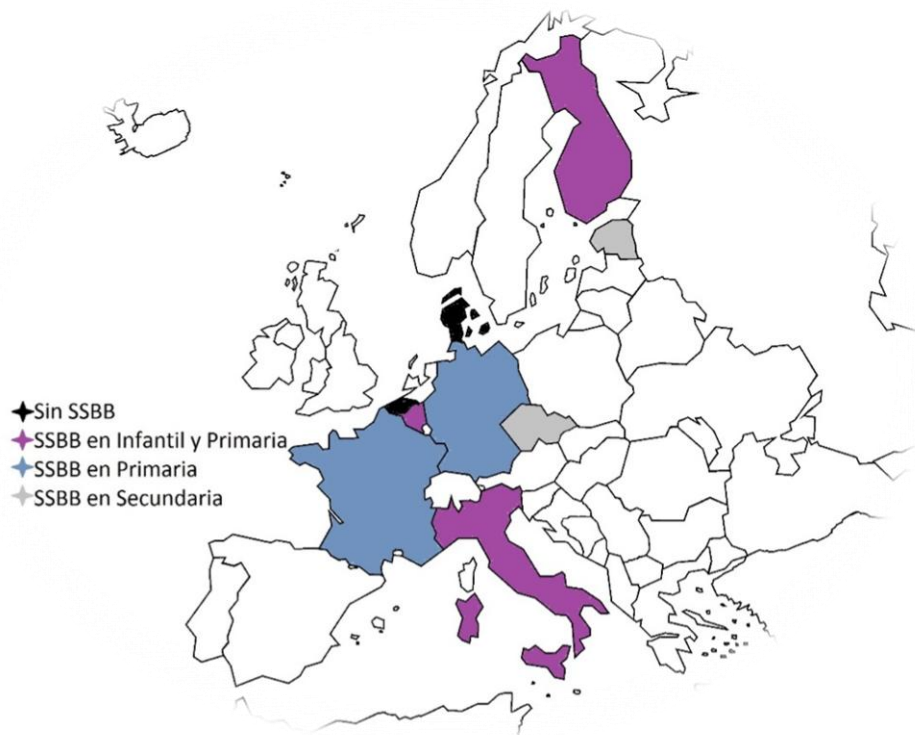 Sin SSBB
SSBB en Infantil y Primaria
SSBB en Primaria
SSBB en Secundaria